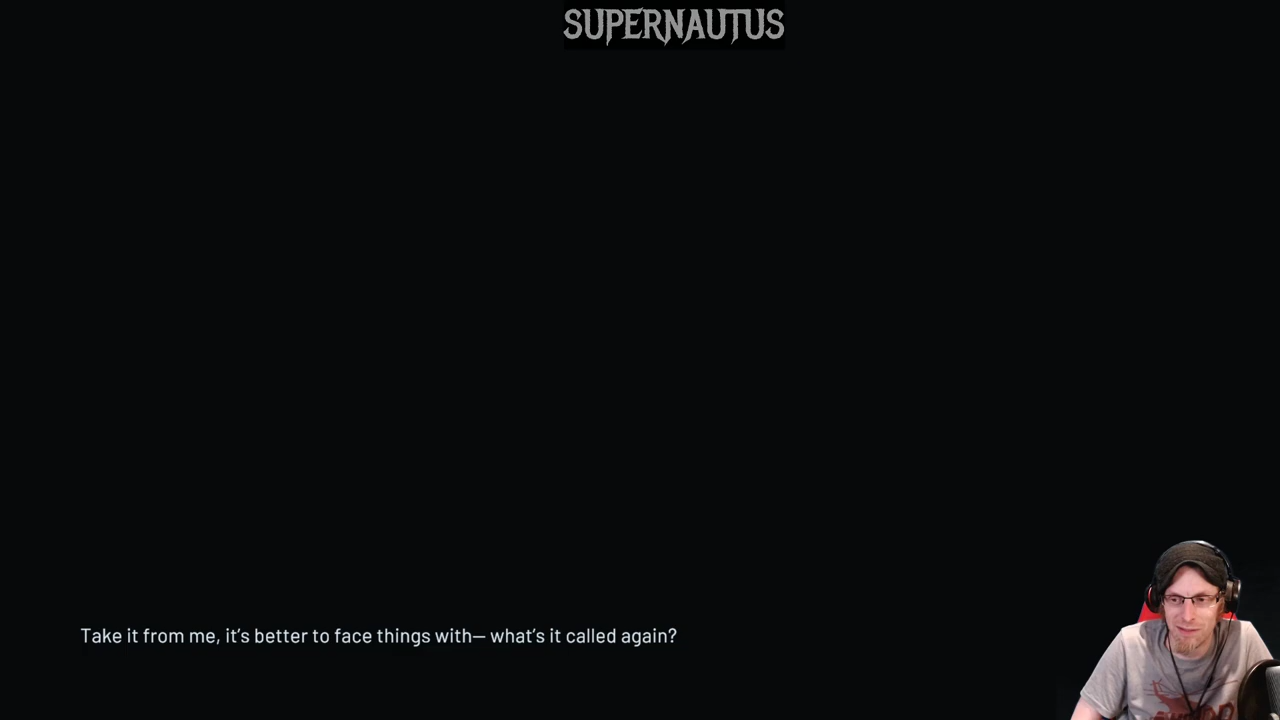 SUPERNAUTUS
Take it from me, it's better to face things with— what's it called again?